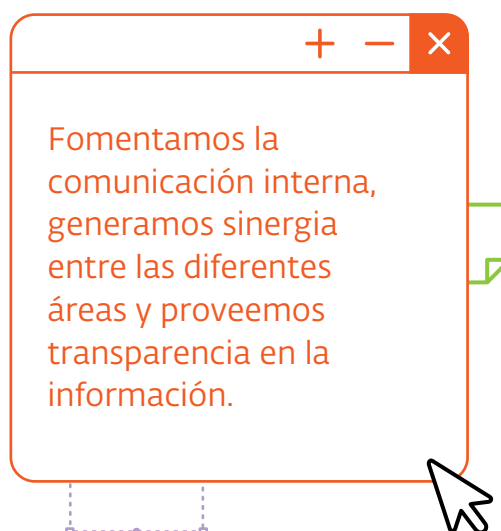 Fomentamos la
comunicación interna,
generamos sinergia
entre las diferentes
áreas y proveemos
transparencia en la
información.